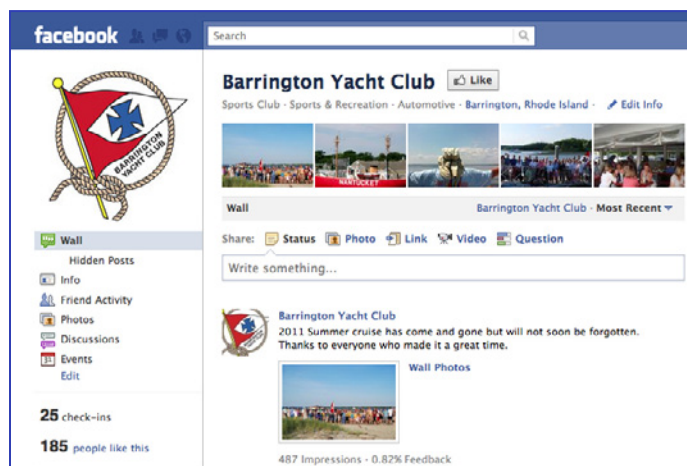 facebook
Search
Barrington Yacht Club Like
Sports Club · Sports & Recreation · Automotive · Barrington, Rhode Island · Edit Info
BARRINGTON
YACHT CLUB
NANTUCKET
Wall
Barrington Yacht Club · Most Recent
Share: Status Photo Link Video Question
Write something...
Wall
Hidden Posts
Info
Friend Activity
Photos
Discussions
31 Events
Edit
25 check-ins
185 people like this
Barrington Yacht Club
2011 Summer cruise has come and gone but will not soon be forgotten.
Thanks to everyone who made it a great time.
Wall Photos
487 Impressions · 0.82% Feedback